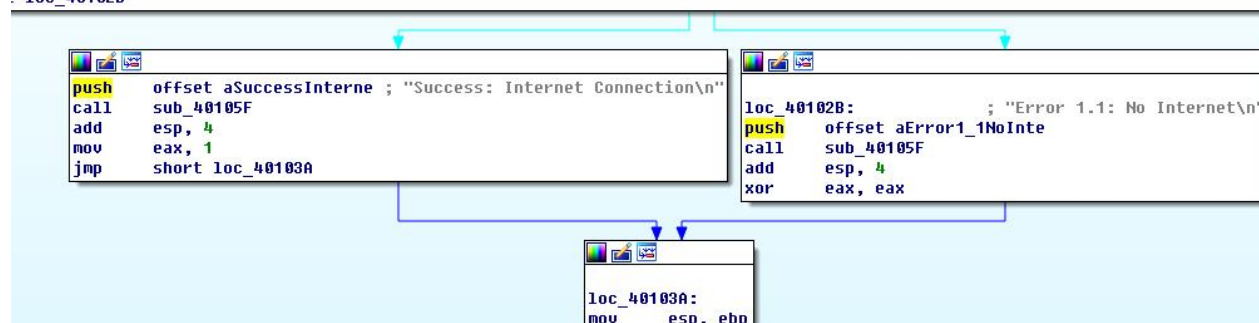 loc_40102B
push offset aSuccessInterne ; "Success: Internet Connection\n"
call sub_40105F
add esp, 4
mov eax, 1
jmp short loc_40103A
loc_40102B: ; "Error 1.1: No Internet\n"
push offset aError1_1NoInte
call sub_40105F
add esp, 4
xor eax, eax
loc_40103A:
mov esp, ebp